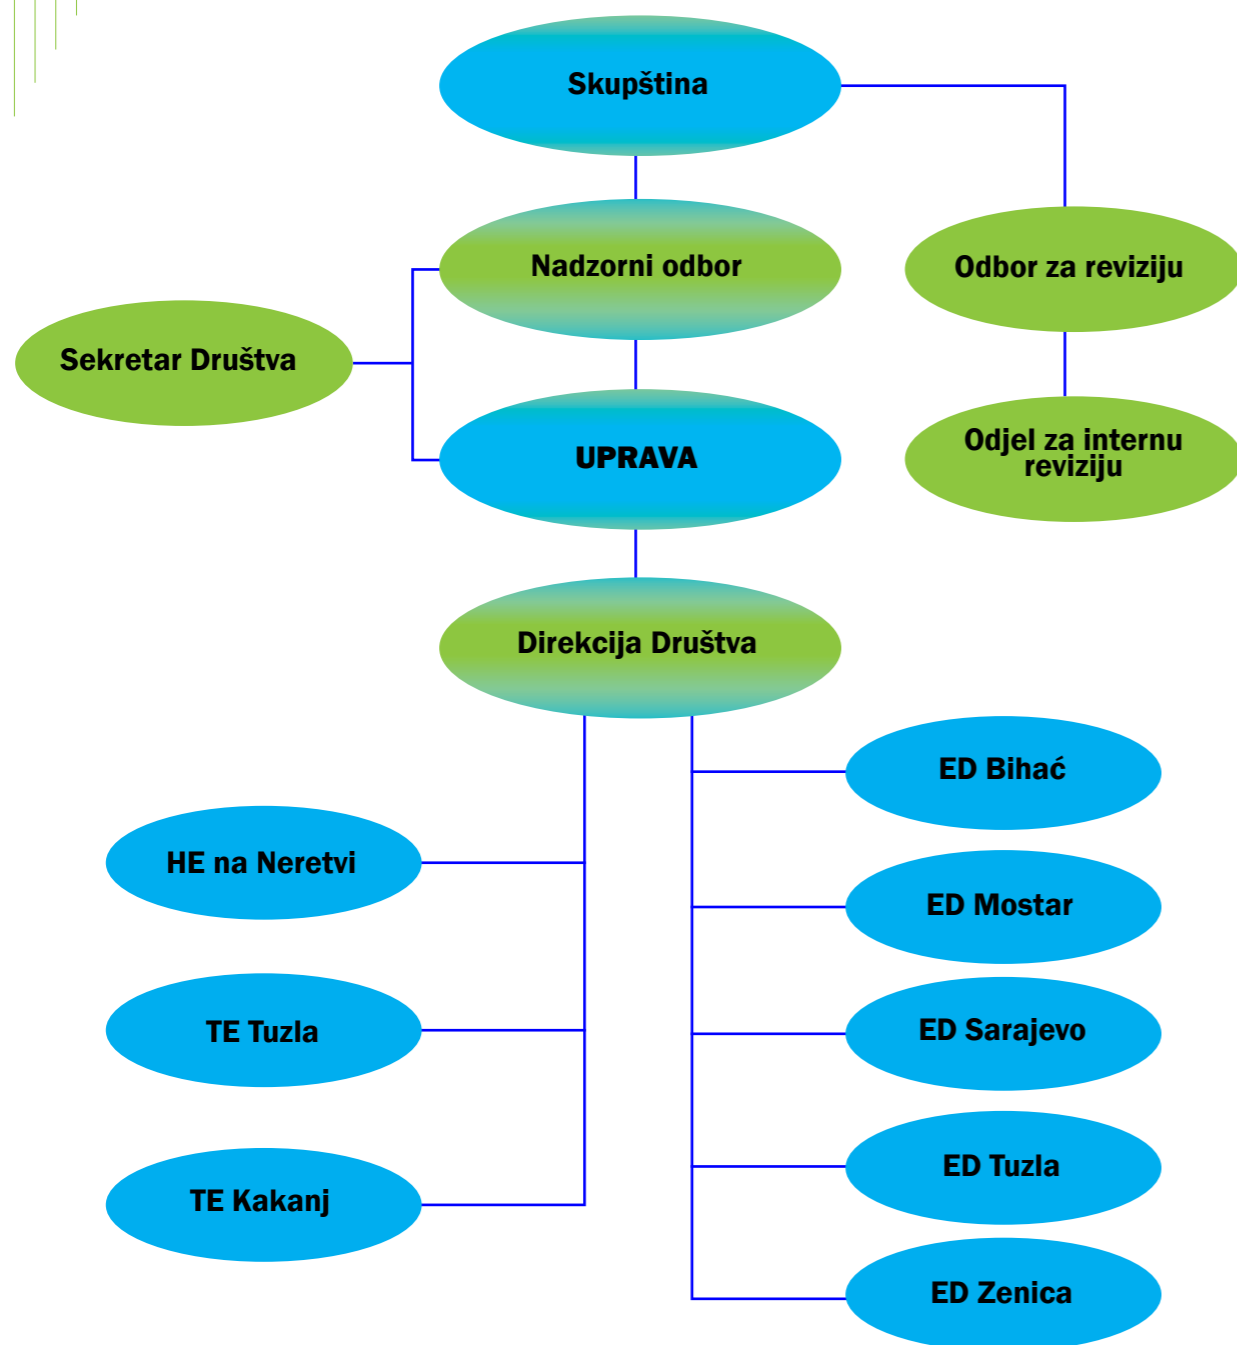 Skupština
Nadzorni odbor
Odbor za reviziju
Sekretar Društva
UPRAVA
Odjel za internu
reviziju
Direkcija Društva
HE na Neretvi
TE Tuzla
TE Kakanj
ED Bihać
ED Mostar
ED Sarajevo
ED Tuzla
ED Zenica